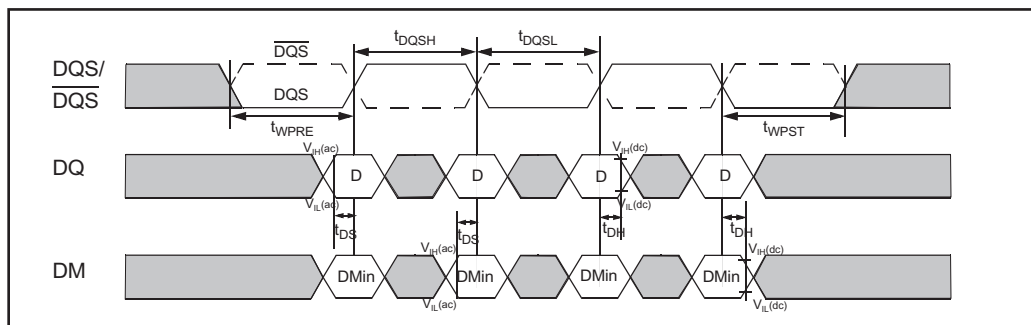 DQS/
DQS
DQS
DQS
tDQSH
tDQSL
tWPRE
tWPST
DQ
VIH(ac)
VIL(ac)
D
D
D
D
VIH(dc)
VIL(dc)
tDS
tDS
tDH
tDH
DM
VIH(ac)
VIL(ac)
DMin
DMin
DMin
DMin
VIH(dc)
VIL(dc)